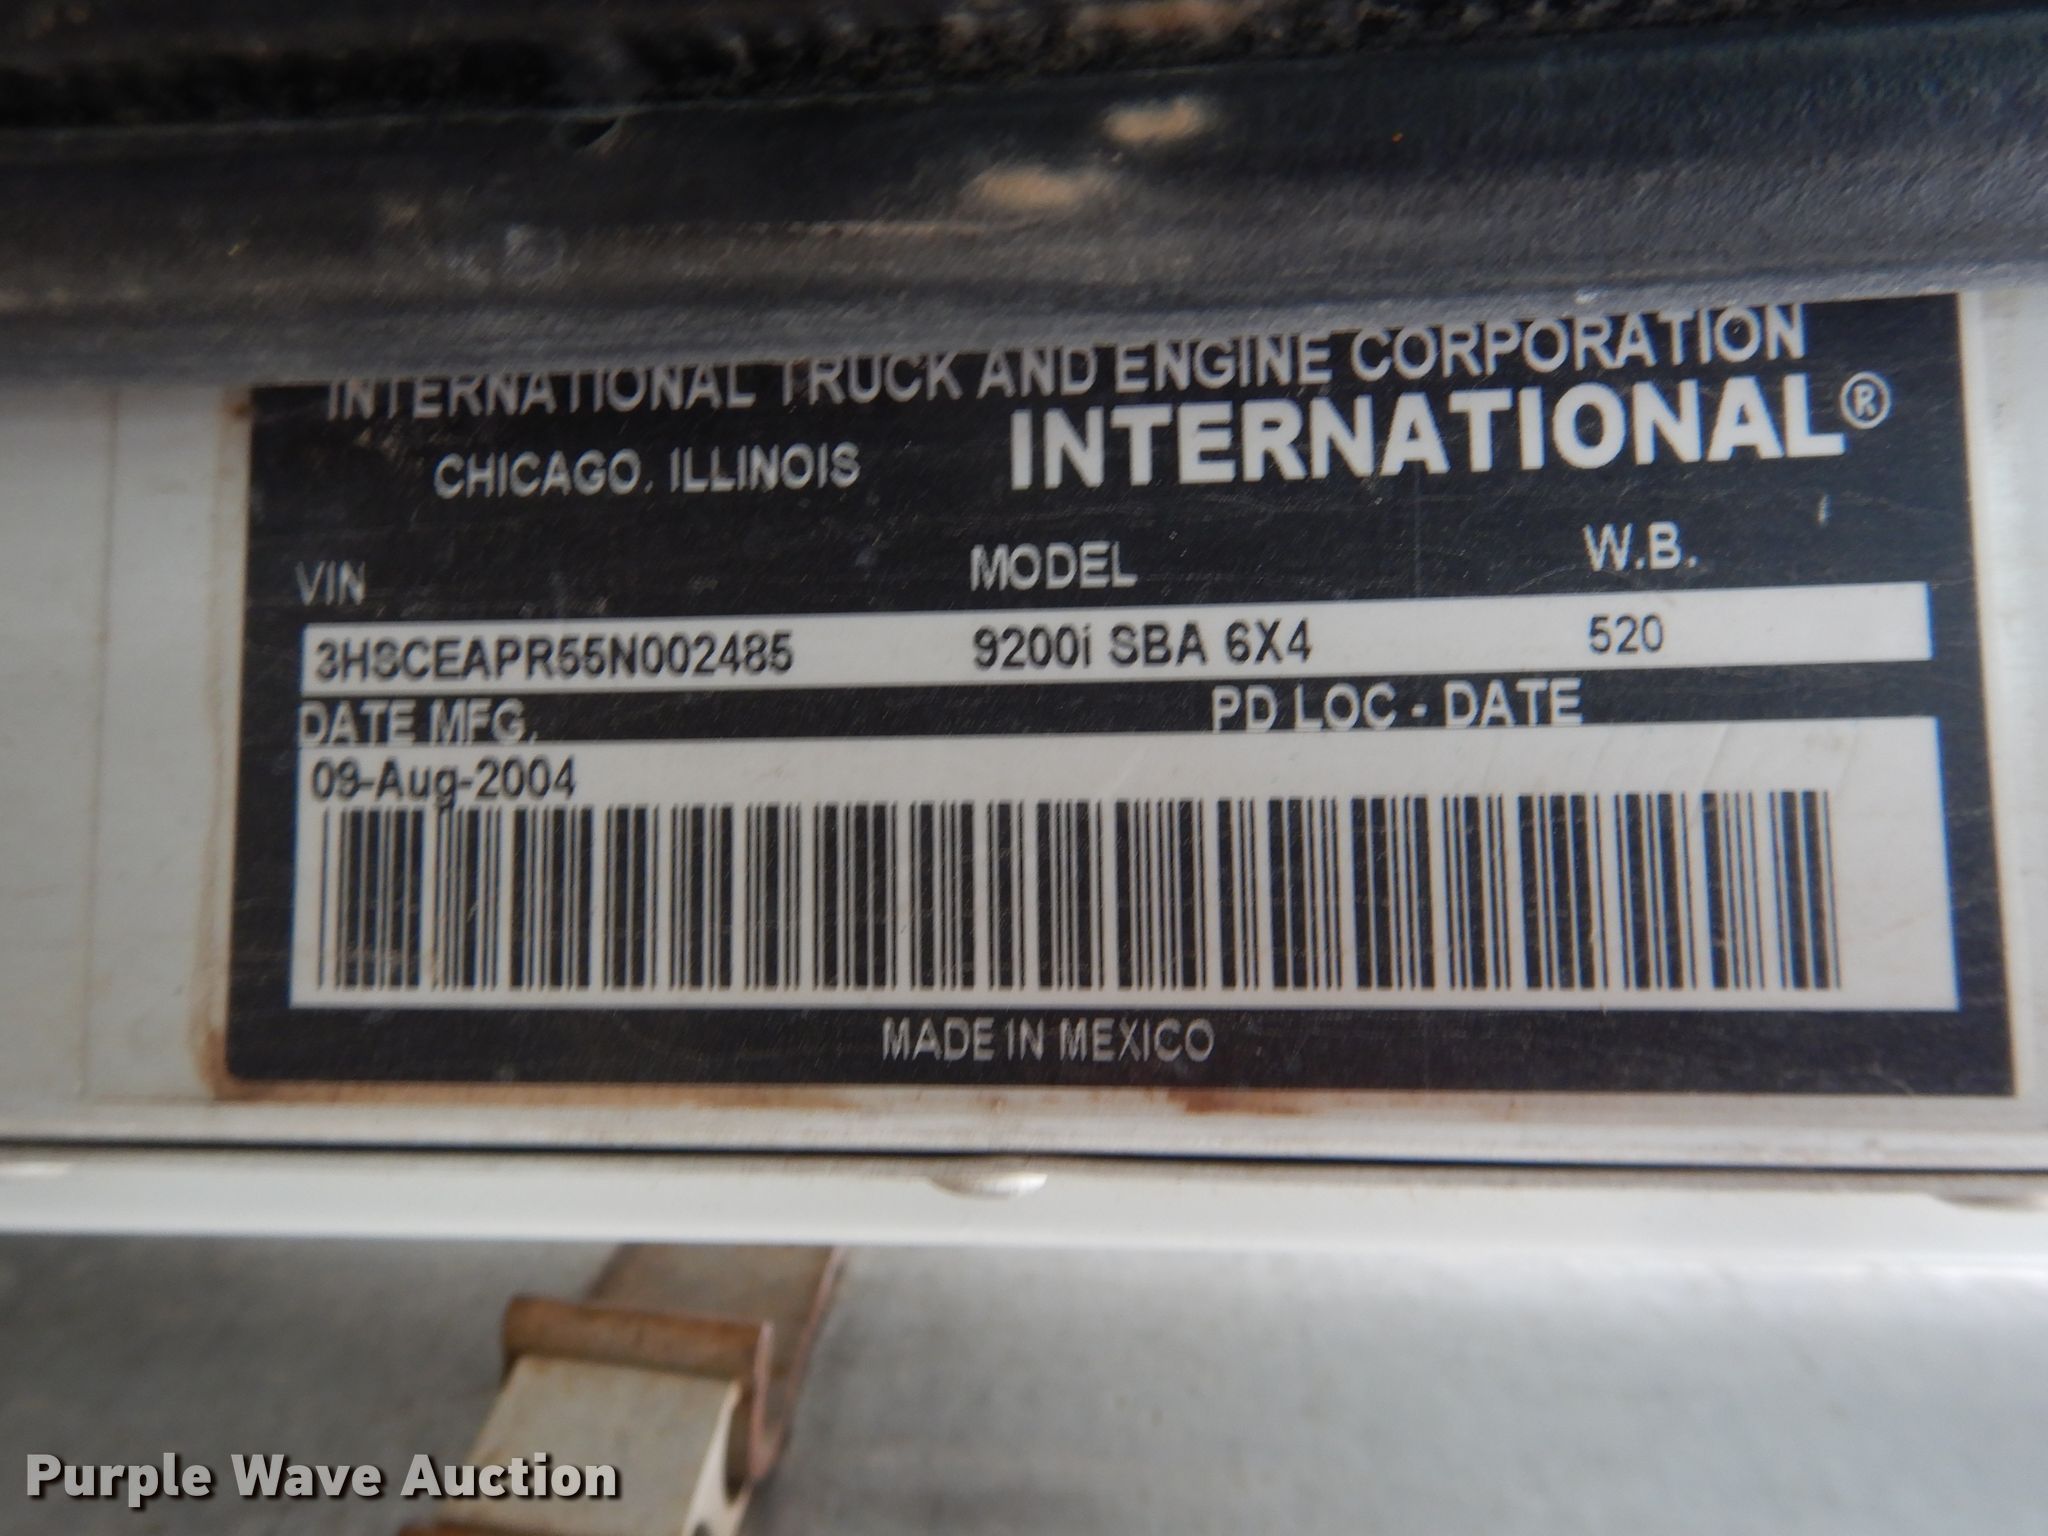 INTERNATIONAL TRUCK AND ENGINE CORPORATION
CHICAGO, ILLINOIS INTERNATIONAL®
VIN MODEL W.B.
3HSCEAPR55N002485 9200i SBA 6X4 520
DATE MFG. PD LOC - DATE
09-Aug-2004
MADE IN MEXICO
Purple Wave Auction